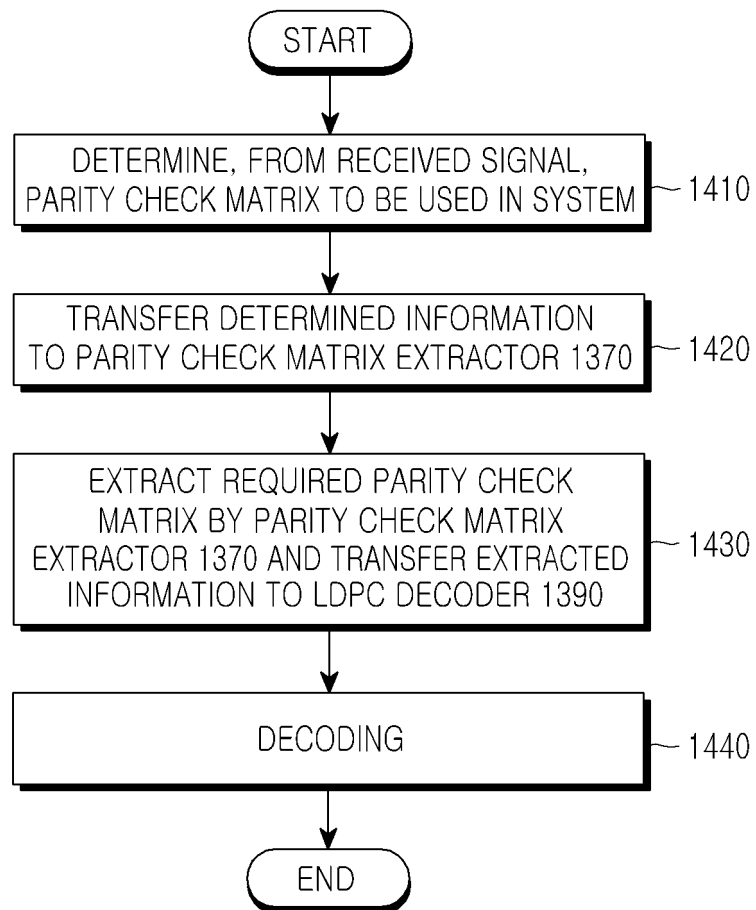 START
DETERMINE, FROM RECEIVED SIGNAL,
PARITY CHECK MATRIX TO BE USED IN SYSTEM
1410
TRANSFER DETERMINED INFORMATION
TO PARITY CHECK MATRIX EXTRACTOR 1370
1420
EXTRACT REQUIRED PARITY CHECK
MATRIX BY PARITY CHECK MATRIX
EXTRACTOR 1370 AND TRANSFER EXTRACTED
INFORMATION TO LDPC DECODER 1390
1430
DECODING
1440
END